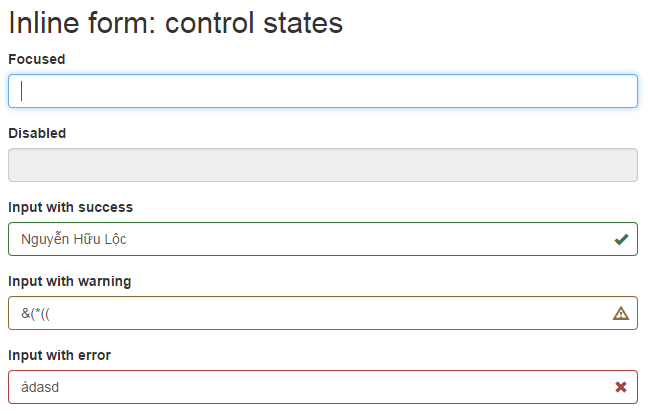 Inline form: control states
Focused
Disabled
Input with success
Nguyễn Hữu Lộc
Input with warning
&(*((
Input with error
ádasd